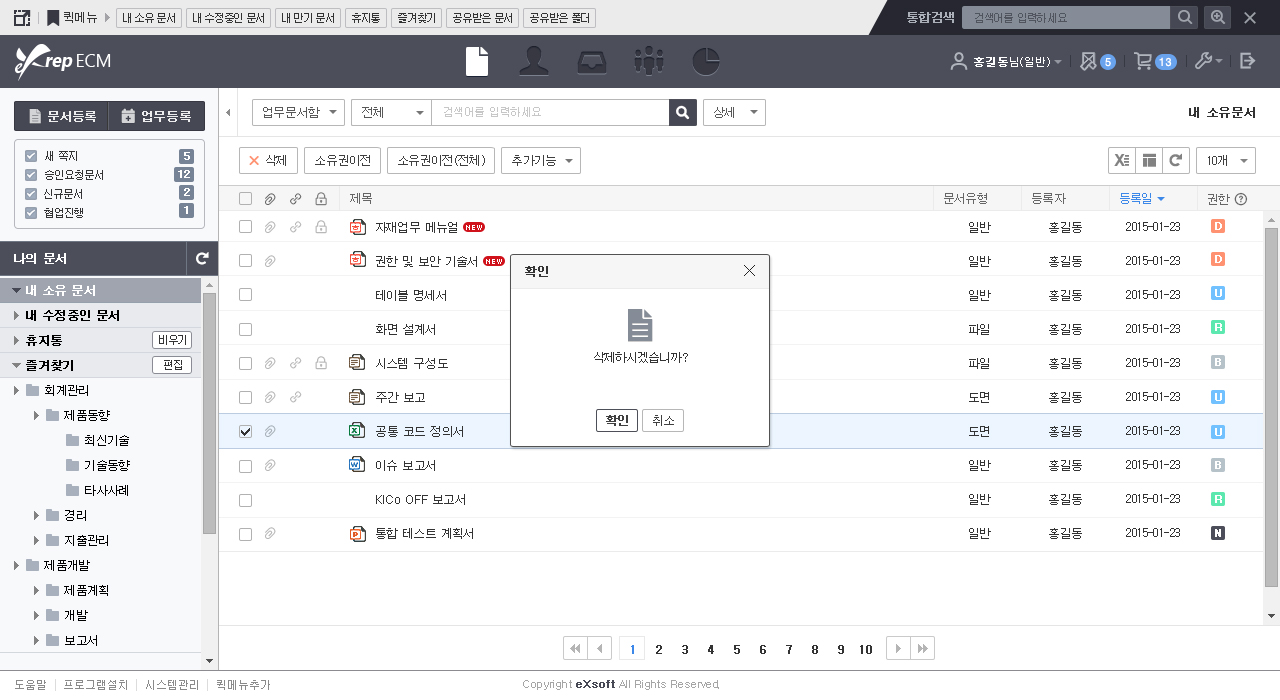 퀵메뉴 내 소유 문서 내 수정중인 문서 내 만기 문서 휴지통 즐겨찾기 공유받은 문서 공유받은 폴더 통합검색 검색어를 입력하세요
Xrep ECM 홍길동님(일반) 5 13
문서등록 업무등록
새 쪽지 5
승인요청문서 12
신규문서 2
협업진행 1
나의 문서
내 소유 문서
내 수정중인 문서
휴지통 비우기
즐겨찾기 편집
회계관리
제품동향
최신기술
기술동향
타사사례
경리
지출관리
제품개발
제품계획
개발
보고서
업무문서함 전체 검색어를 입력하세요 상세 내 소유문서
삭제 소유권이전 소유권이전(전체) 추가기능 10개
제목 문서유형 등록자 등록일 권한
자재업무 메뉴얼 NEW 일반 홍길동 2015-01-23 D
권한 및 보안 기술서 NEW 일반 홍길동 2015-01-23 D
테이블 명세서 일반 홍길동 2015-01-23 U
화면 설계서 파일 홍길동 2015-01-23 R
시스템 구성도 파일 홍길동 2015-01-23 B
주간 보고 도면 홍길동 2015-01-23 U
공통 코드 정의서 도면 홍길동 2015-01-23 U
이슈 보고서 일반 홍길동 2015-01-23 B
KICo OFF 보고서 일반 홍길동 2015-01-23 R
통합 테스트 계획서 일반 홍길동 2015-01-23 N
확인
삭제하시겠습니까?
확인 취소
1 2 3 4 5 6 7 8 9 10
도움말 프로그램설치 시스템관리 퀵메뉴추가 Copyright eXsoft All Rights Reserved.